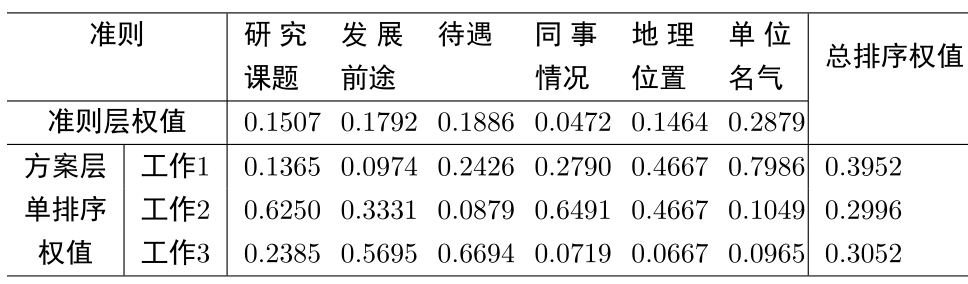 准则 研究课题 发展前途 待遇 同事情况 地理位置 单位名气 总排序权值
准则层权值 0.1507 0.1792 0.1886 0.0472 0.1464 0.2879
方案层 工作1 0.1365 0.0974 0.2426 0.2790 0.4667 0.7986 0.3952
单排序 工作2 0.6250 0.3331 0.0879 0.6491 0.4667 0.1049 0.2996
权值 工作3 0.2385 0.5695 0.6694 0.0719 0.0667 0.0965 0.3052